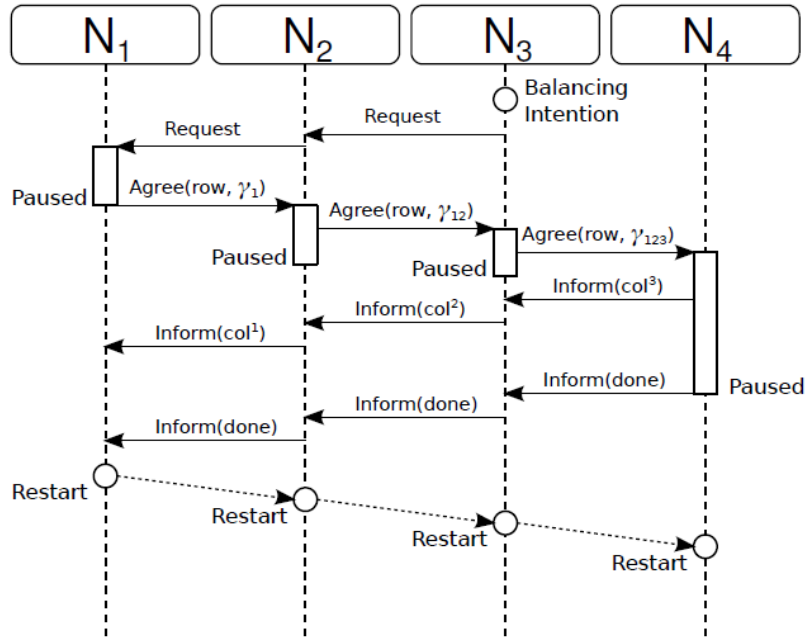 N₁ N₂ N₃ N₄
Balancing
Intention
Request
Request
Paused
Agree(row, γ₁)
Agree(row, γ₁₂)
Agree(row, γ₁₂₃)
Paused
Paused
Inform(col³)
Inform(col²)
Inform(col¹)
Inform(done)
Paused
Inform(done)
Inform(done)
Restart
Restart
Restart
Restart